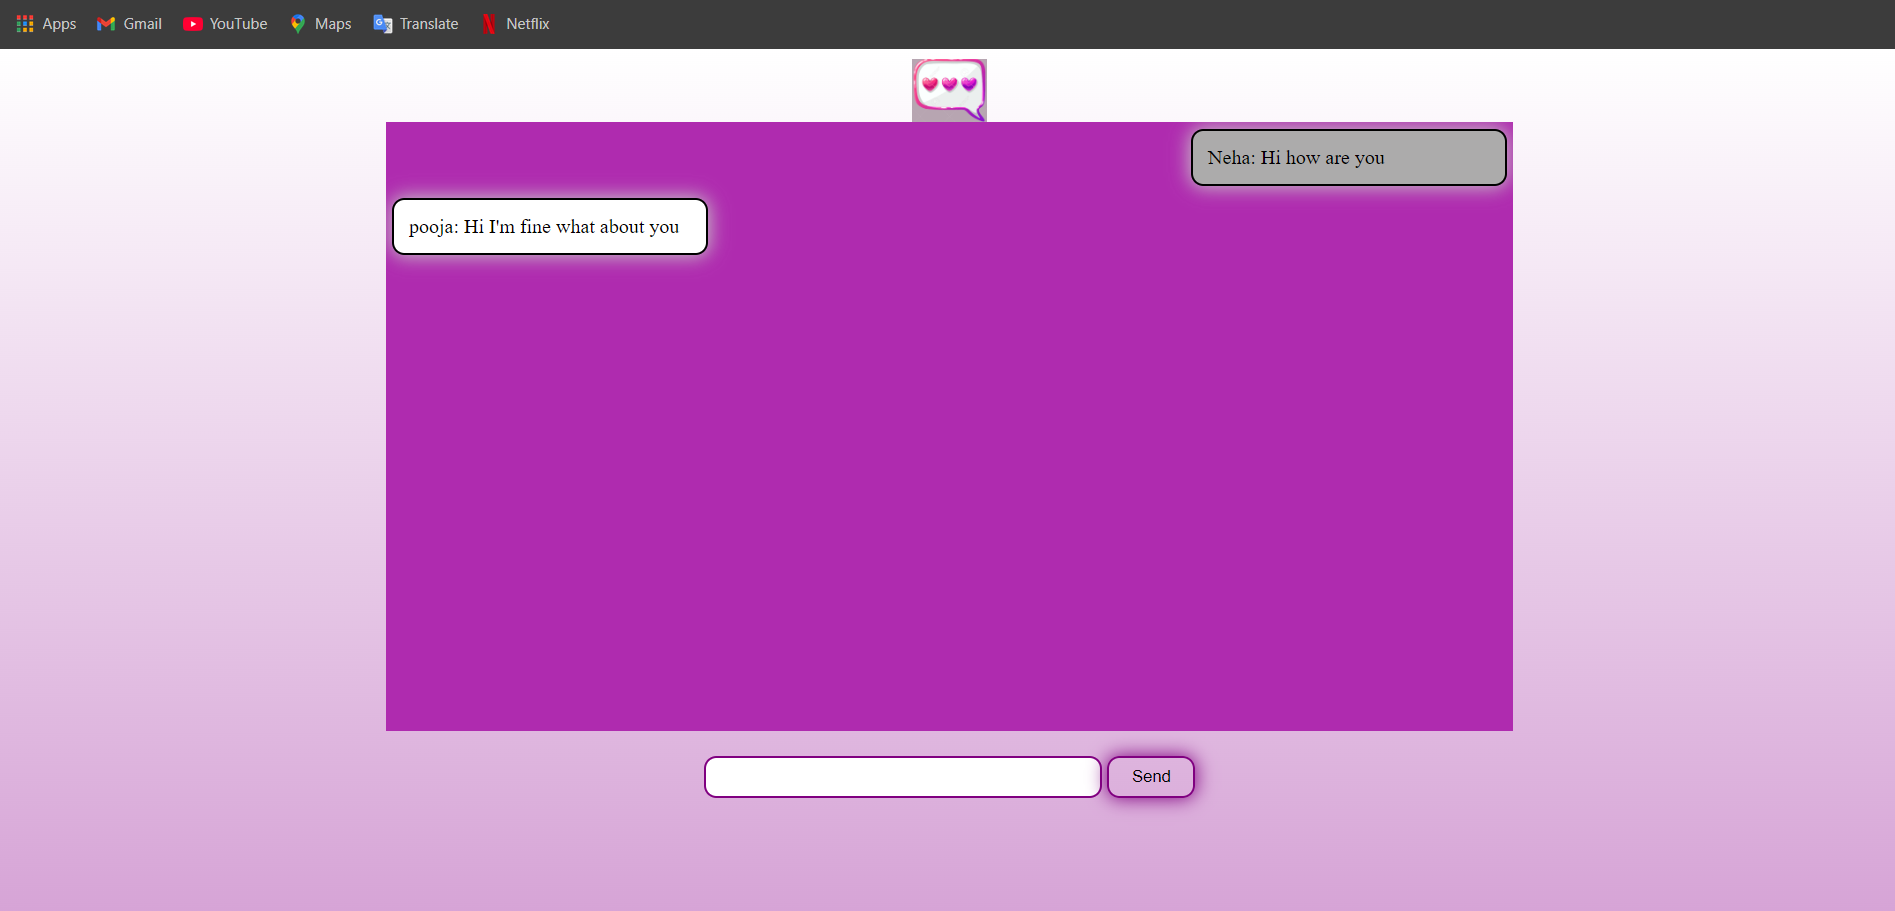 Apps Gmail YouTube Maps Translate Netflix
Neha: Hi how are you
pooja: Hi I'm fine what about you
Send